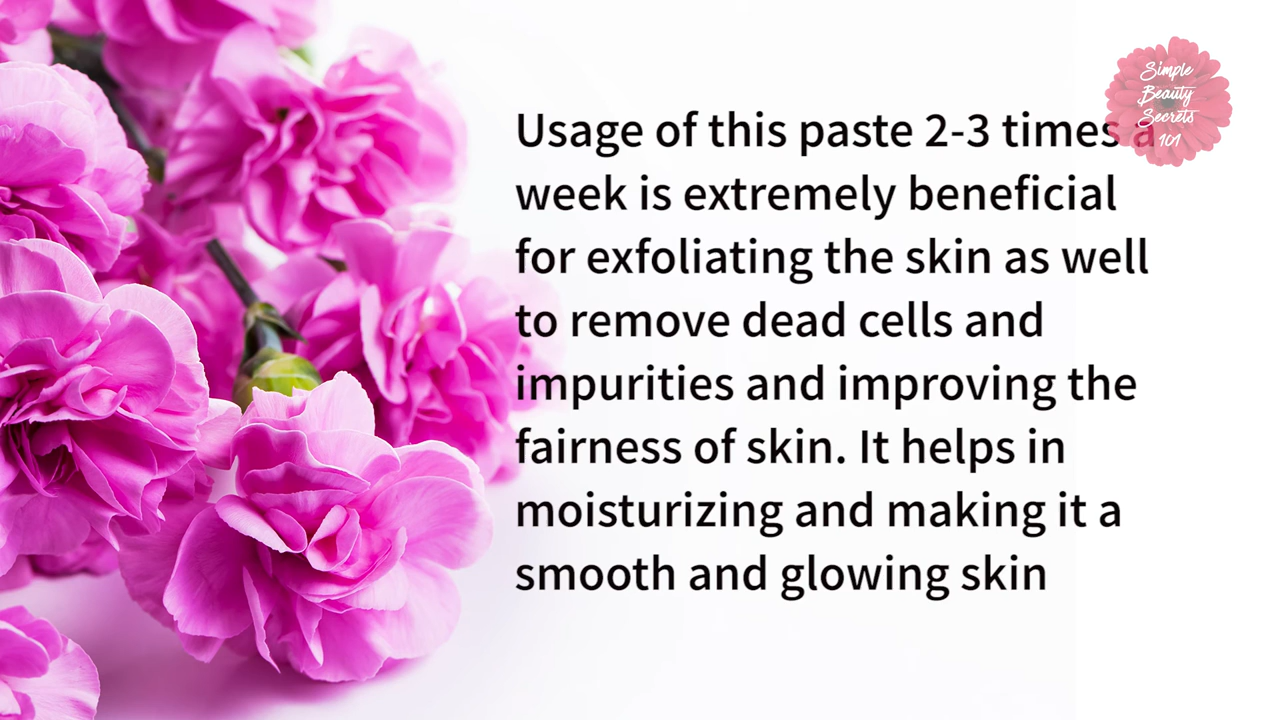 Usage of this paste 2-3 times a
week is extremely beneficial
for exfoliating the skin as well
to remove dead cells and
impurities and improving the
fairness of skin. It helps in
moisturizing and making it a
smooth and glowing skin
Simple
Beauty
Secrets
101